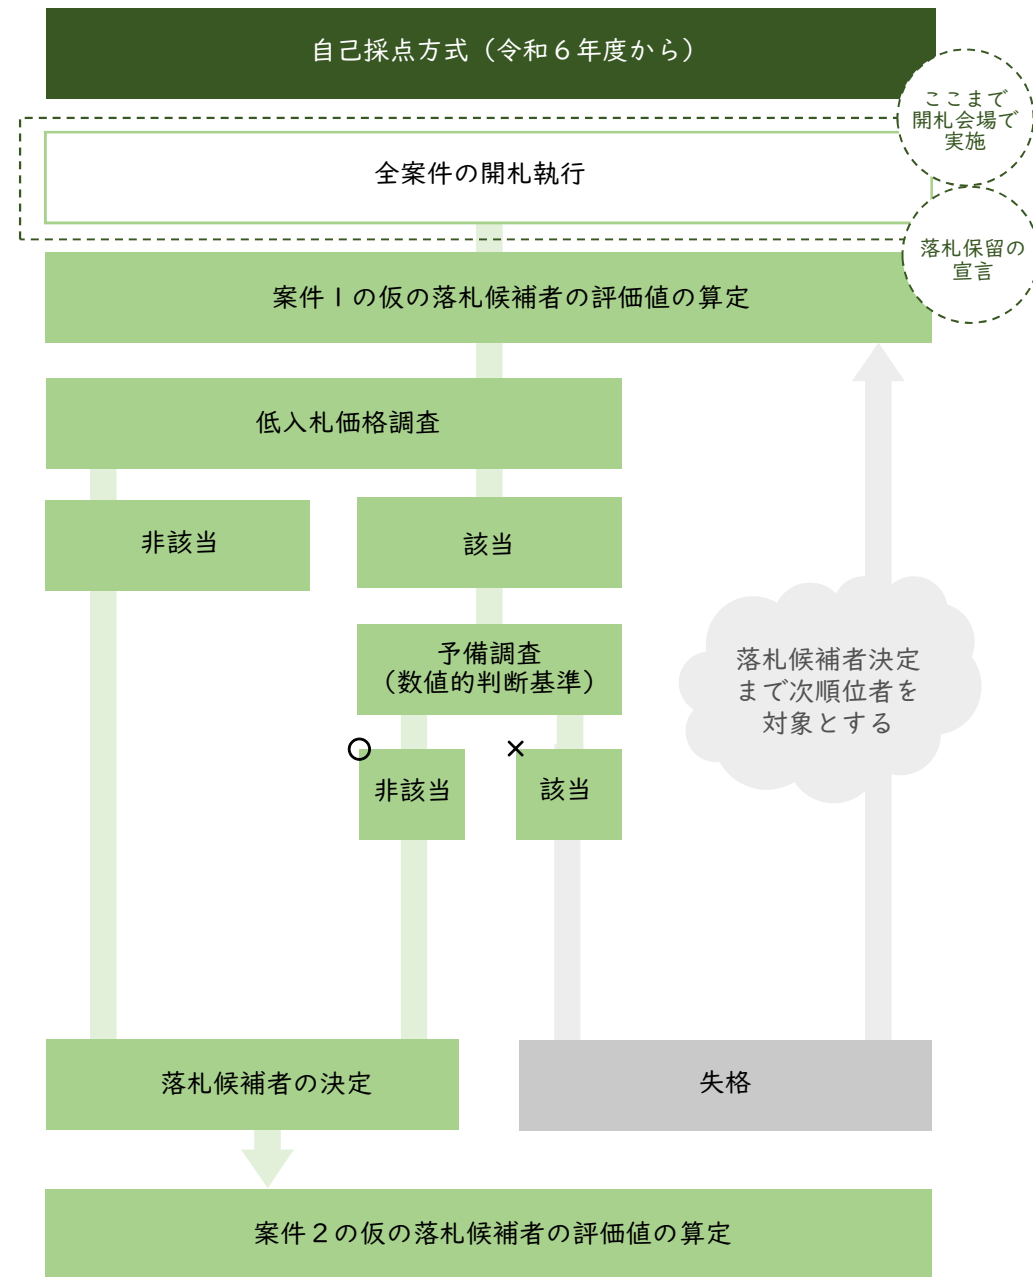 自己採点方式（令和６年度から）
ここまで
開札会場で
実施
全案件の開札執行
落札保留の
宣言
案件１の仮の落札候補者の評価値の算定
低入札価格調査
非該当
該当
予備調査
（数値的判断基準）
落札候補者決定
まで次順位者を
対象とする
○
×
非該当
該当
落札候補者の決定
失格
案件２の仮の落札候補者の評価値の算定